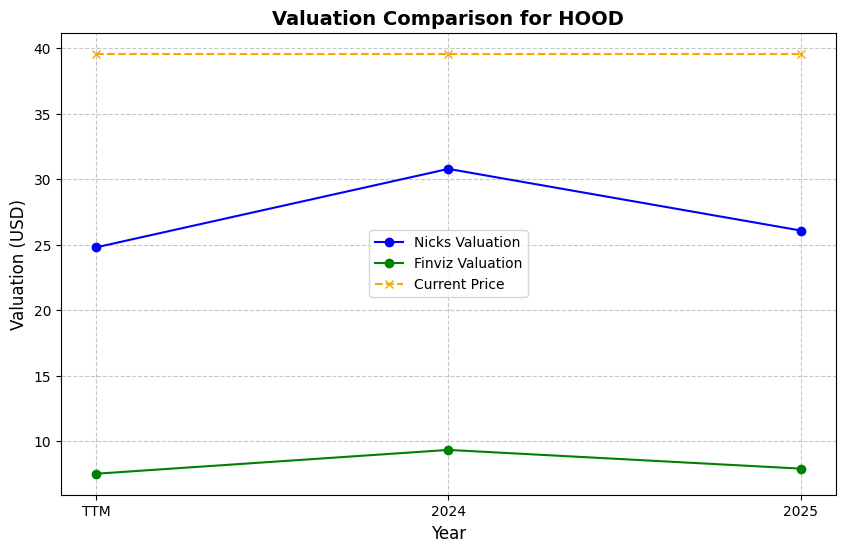 Valuation Comparison for HOOD
Valuation (USD)
40
35
30
25
20
15
10
Nicks Valuation
Finviz Valuation
Current Price
TTM
2024
2025
Year